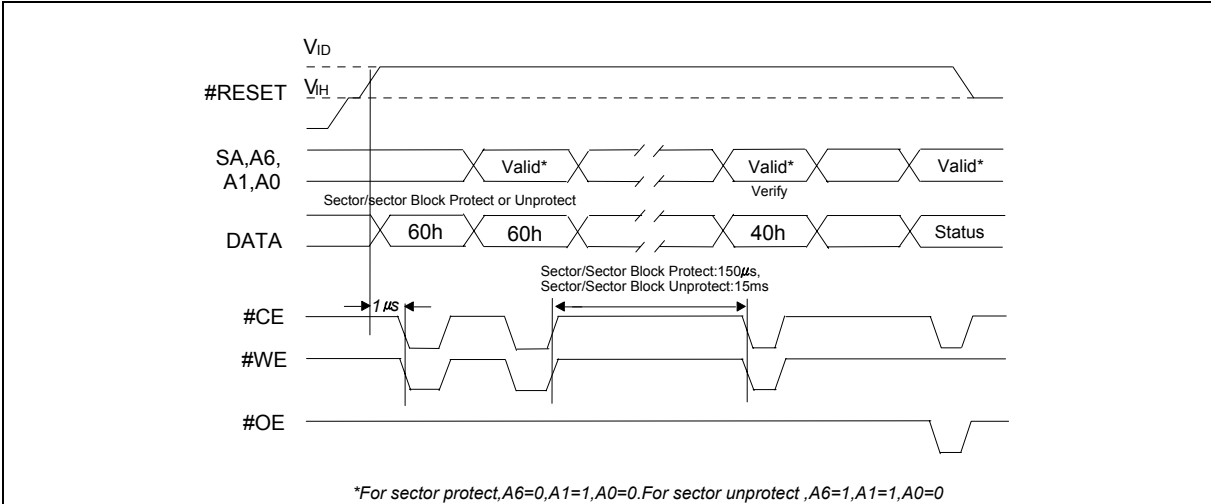 VID
VIH
#RESET
SA,A6,
A1,A0
Valid*
Valid*
Valid*
Verify
Sector/sector Block Protect or Unprotect
DATA
60h
60h
40h
Status
Sector/Sector Block Protect:150μs,
Sector/Sector Block Unprotect:15ms
1 μs
#CE
#WE
#OE
*For sector protect,A6=0,A1=1,A0=0.For sector unprotect ,A6=1,A1=1,A0=0